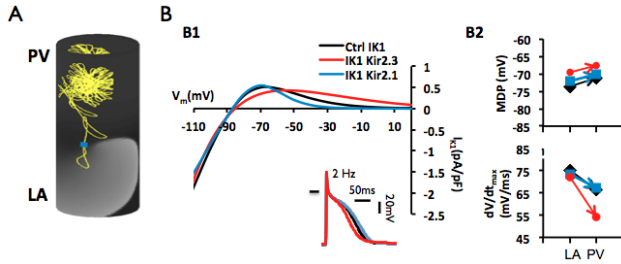 A
PV
LA
B
B1
Ctrl IK1
IK1 Kir2.3
IK1 Kir2.1
Vm(mV)
-110 -90 -70 -50 -30 -10 10
1
0.5
0
-0.5
-1
-1.5
-2
-2.5
IK1(pA/pF)
2 Hz
50ms
20mV
B2
MDP (mV)
-60
-65
-70
-75
-80
-85
dV/dtmax
(mV/ms)
75
65
55
45
LA PV